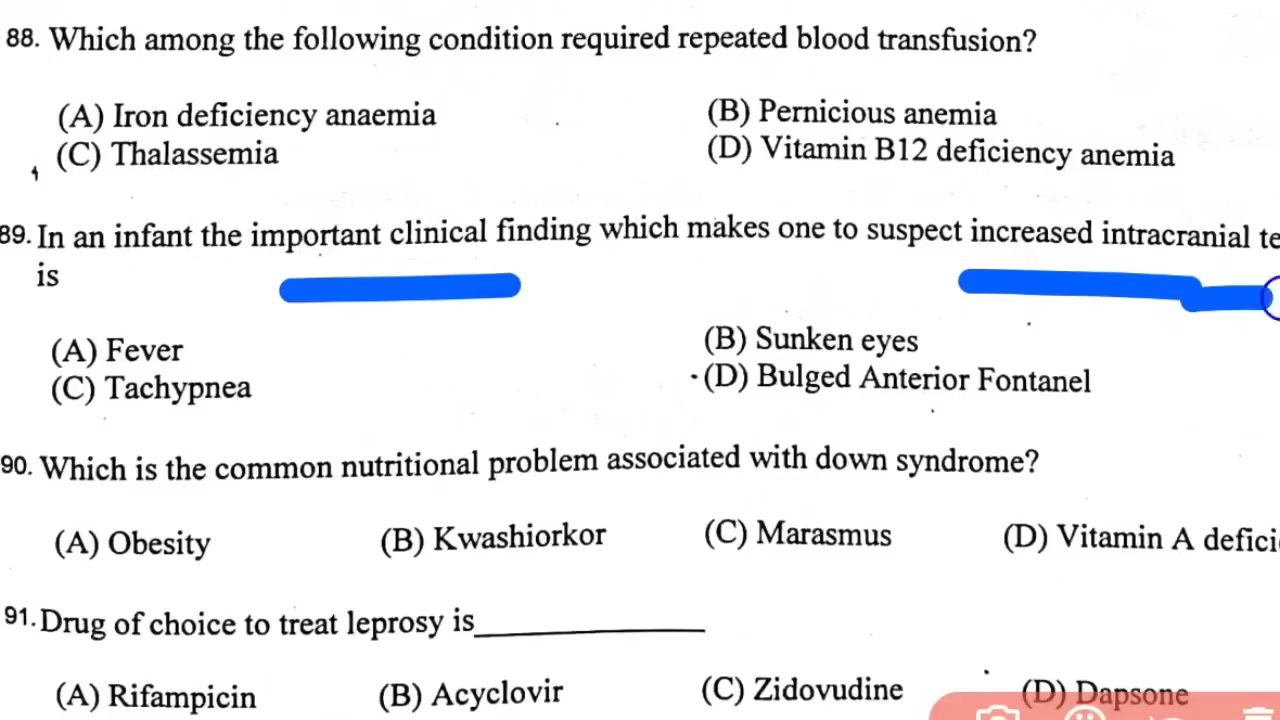 88. Which among the following condition required repeated blood transfusion?
(A) Iron deficiency anaemia (B) Pernicious anemia
(C) Thalassemia (D) Vitamin B12 deficiency anemia
89. In an infant the important clinical finding which makes one to suspect increased intracranial te
is
(A) Fever (B) Sunken eyes
(C) Tachypnea (D) Bulged Anterior Fontanel
90. Which is the common nutritional problem associated with down syndrome?
(A) Obesity (B) Kwashiorkor (C) Marasmus (D) Vitamin A defici
91. Drug of choice to treat leprosy is____________
(A) Rifampicin (B) Acyclovir (C) Zidovudine (D) Dapsone